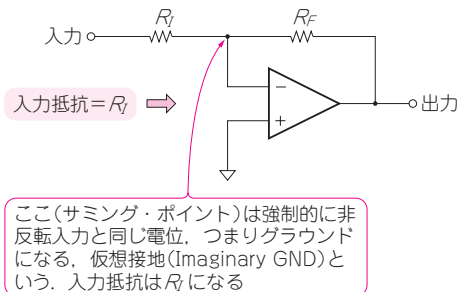 R_I
R_F
入力
出力
−
+
入力抵抗=R_I
ここ(サミング・ポイント)は強制的に非
反転入力と同じ電位，つまりグラウンド
になる，仮想接地(Imaginary GND)と
いう．入力抵抗はR_Iになる